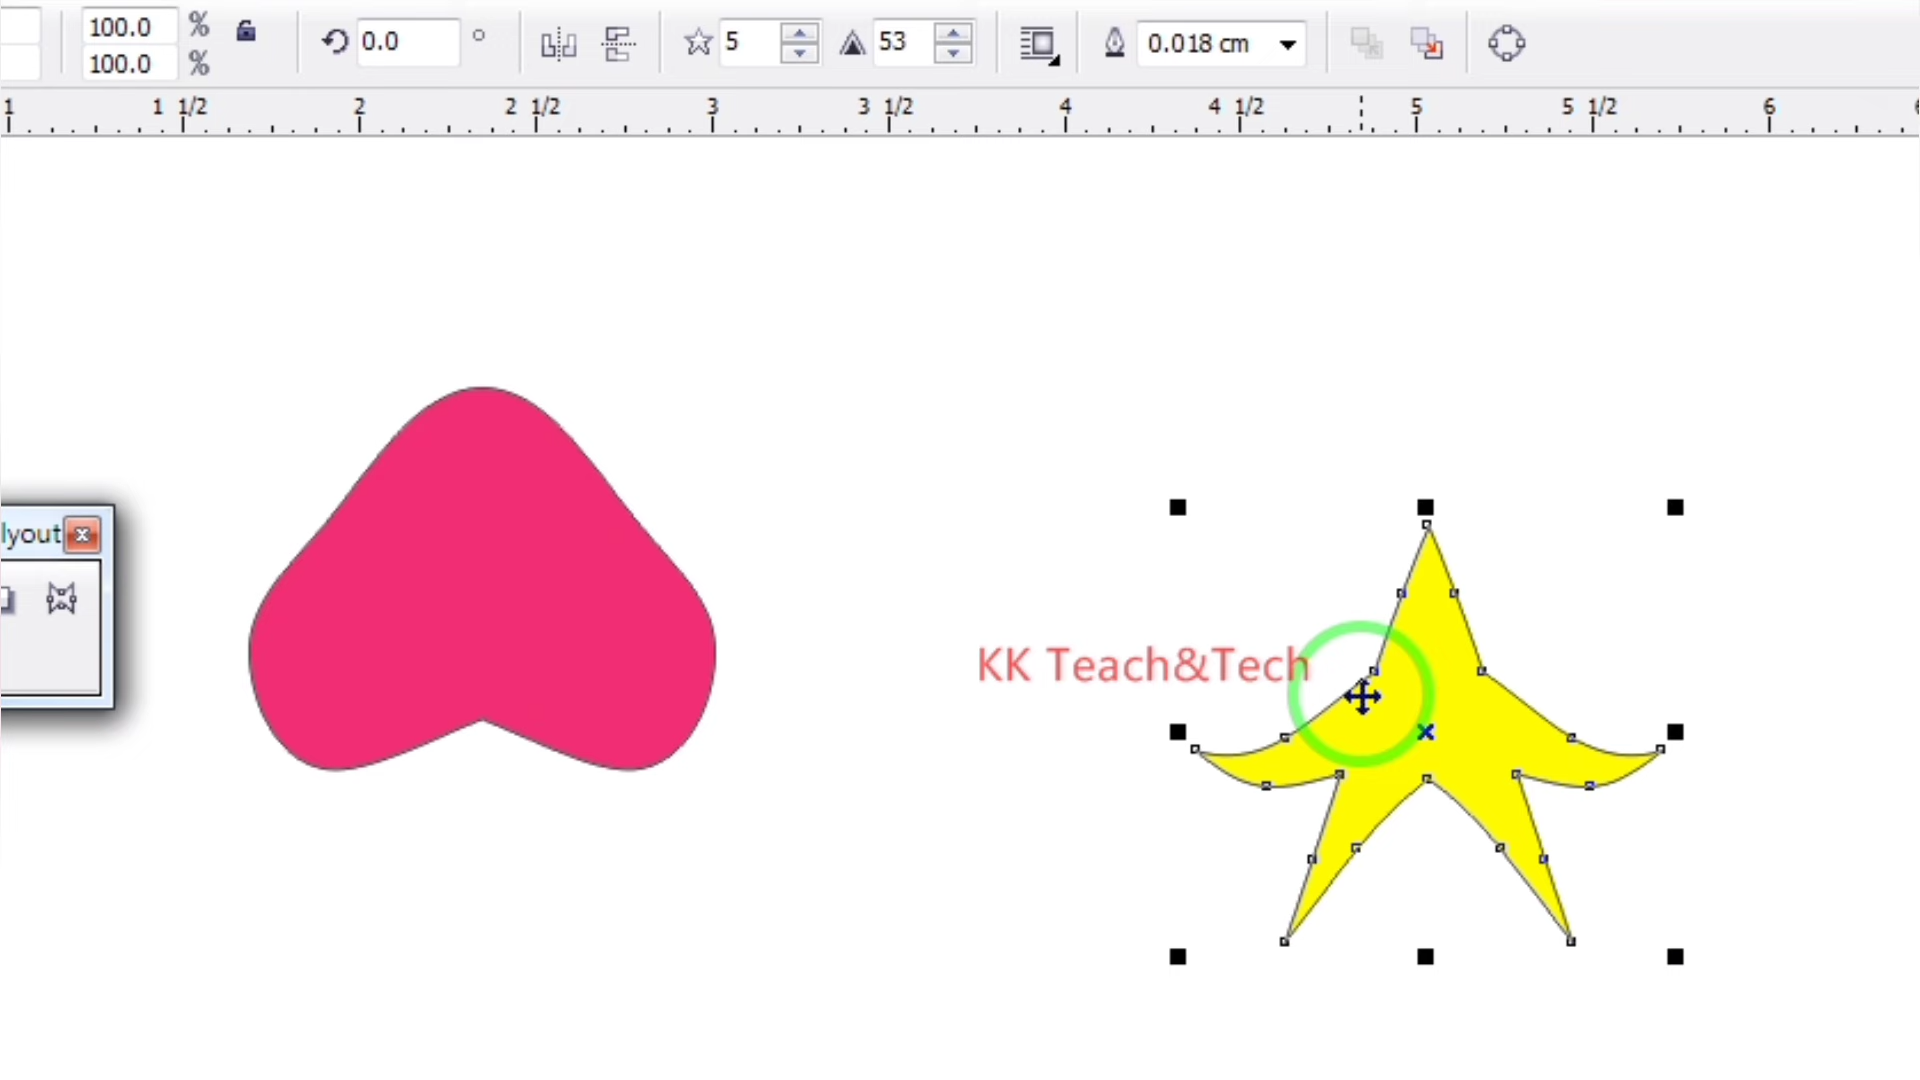 100.0 %
100.0 %
0.0 °
5
53
0.018 cm
1 1 1/2 2 2 1/2 3 3 1/2 4 4 1/2 5 5 1/2 6
lyout
KK Teach&Tech